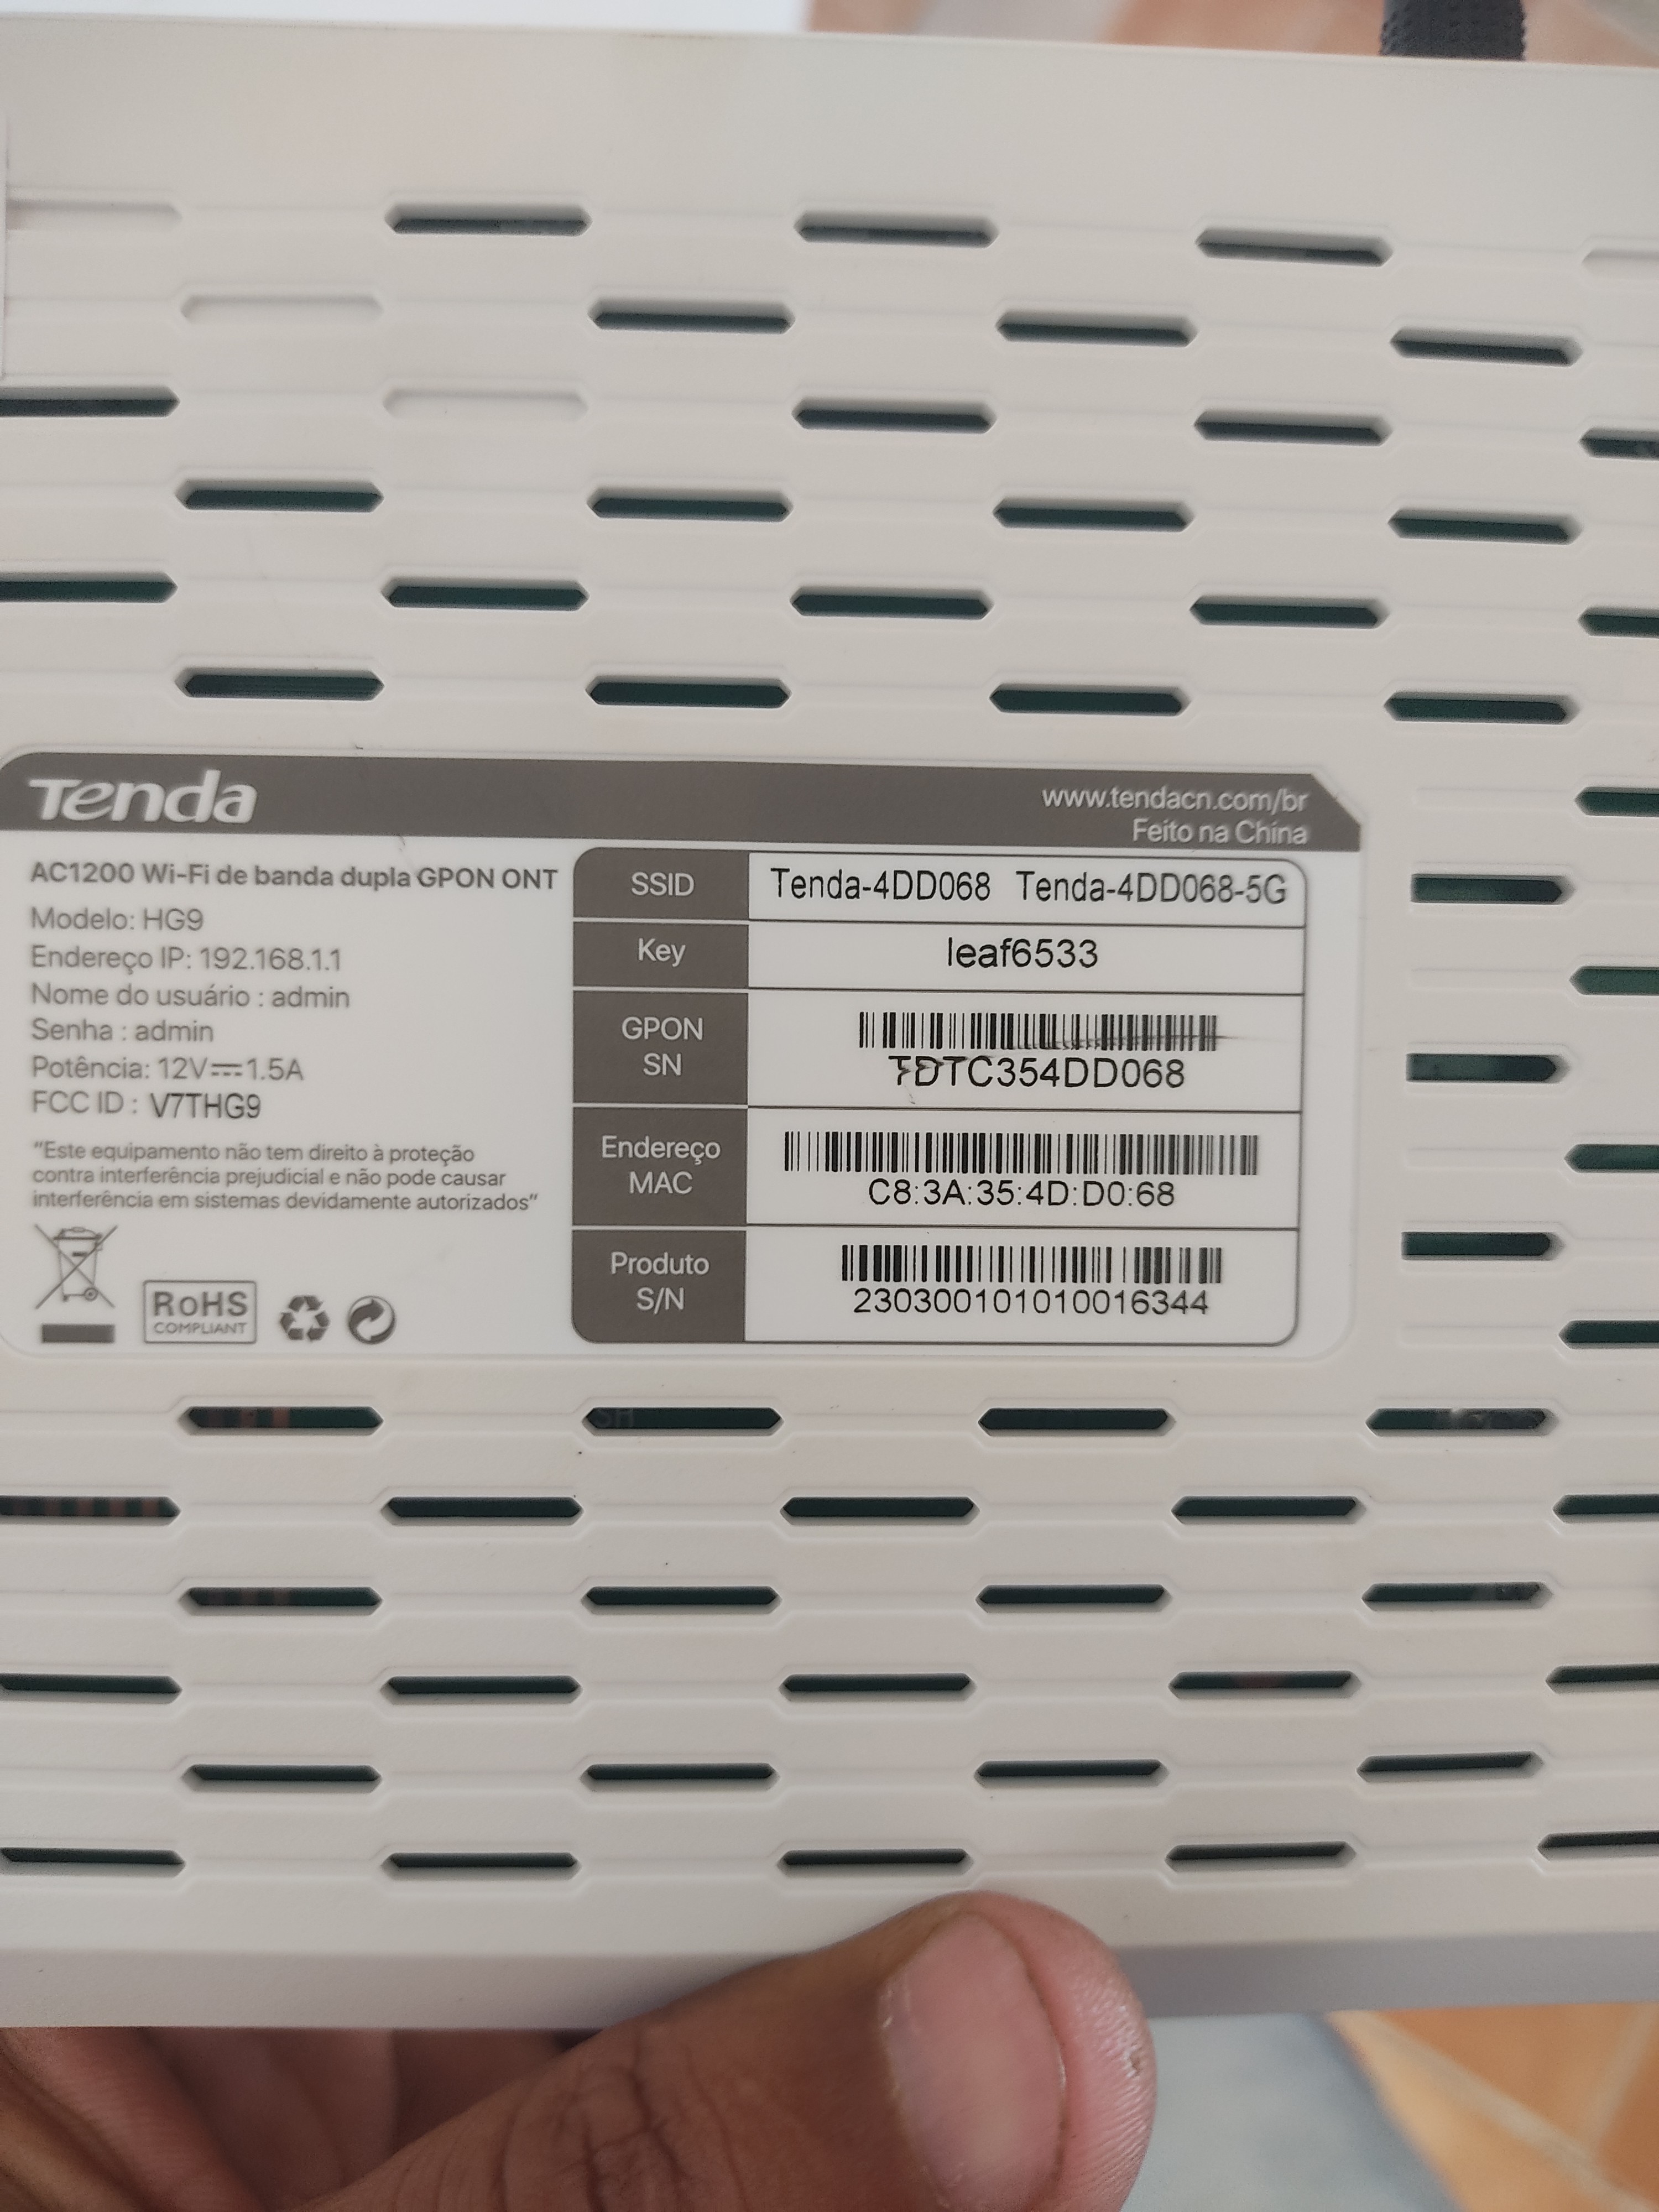 Tenda
www.tendacn.com/br
Feito na China
AC1200 Wi-Fi de banda dupla GPON ONT
Modelo: HG9
Endereço IP: 192.168.1.1
Nome do usuário : admin
Senha : admin
Potência: 12V⎓1.5A
FCC ID : V7THG9
"Este equipamento não tem direito à proteção
contra interferência prejudicial e não pode causar
interferência em sistemas devidamente autorizados"
RoHS
COMPLIANT
SSID Tenda-4DD068 Tenda-4DD068-5G
Key leaf6533
GPON
SN
TDTC354DD068
Endereço
MAC
C8:3A:35:4D:D0:68
Produto
S/N
230300101010016344